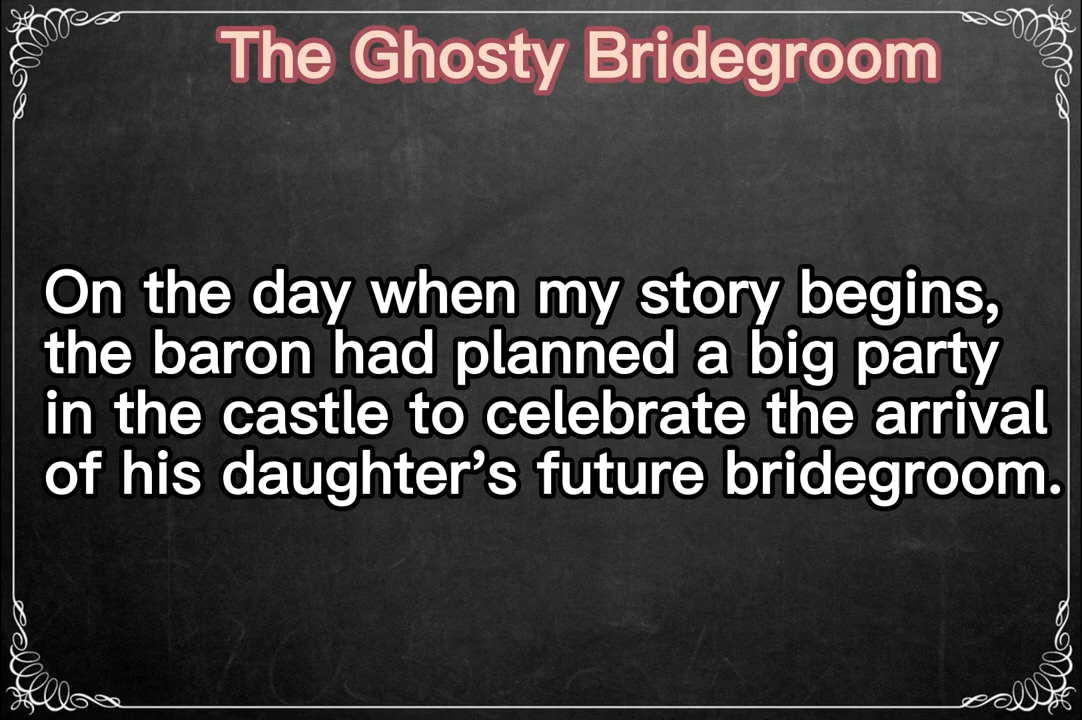 The Ghosty Bridegroom
On the day when my story begins,
the baron had planned a big party
in the castle to celebrate the arrival
of his daughter’s future bridegroom.